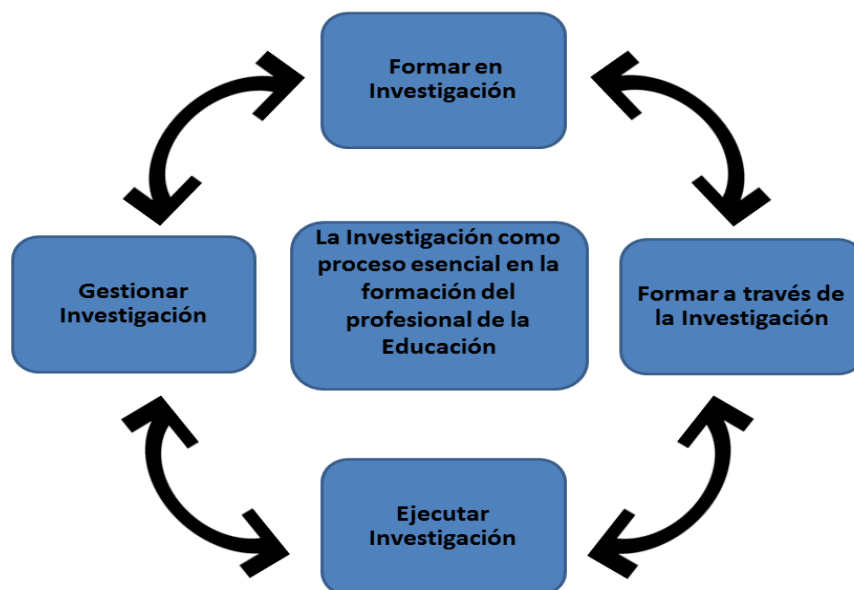 Formar en
Investigación
Gestionar
Investigación
La Investigación como
proceso esencial en la
formación del
profesional de la
Educación
Formar a través de
la Investigación
Ejecutar
Investigación